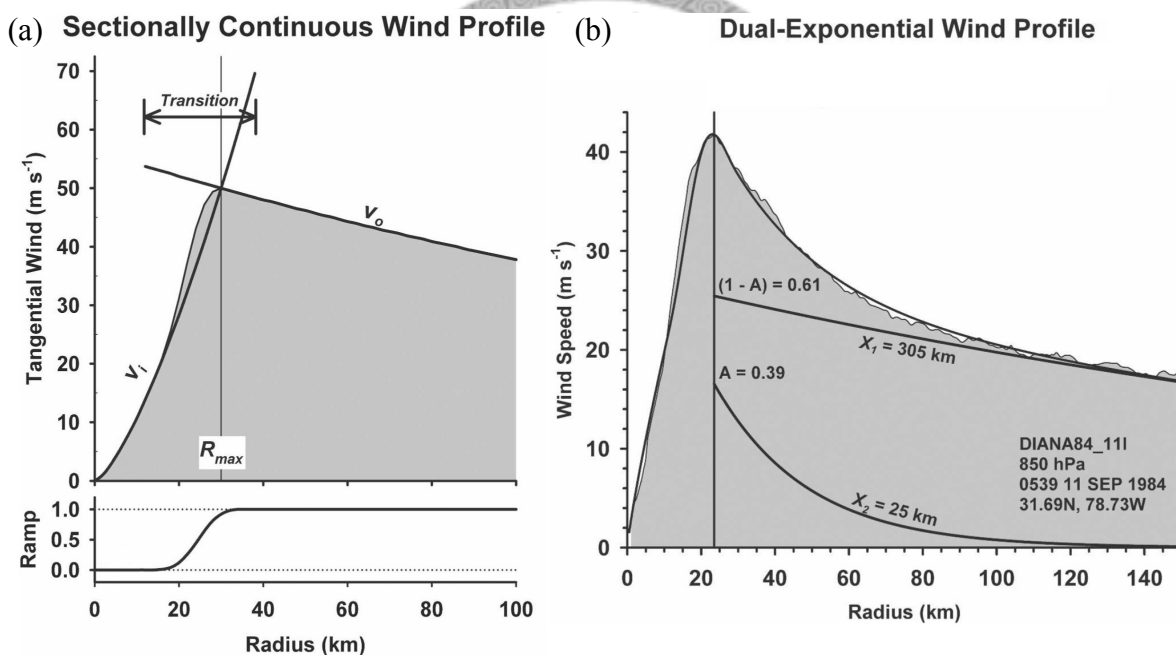 (a) Sectionally Continuous Wind Profile
Tangential Wind (m s⁻¹)
70
60
50
40
30
20
10
0
Transition
v_o
v_i
R_max
Ramp
1.0
0.5
0.0
0 20 40 60 80 100
Radius (km)
(b) Dual-Exponential Wind Profile
Wind Speed (m s⁻¹)
40
30
20
10
0
(1 - A) = 0.61
X₁ = 305 km
A = 0.39
X₂ = 25 km
DIANA84_11I
850 hPa
0539 11 SEP 1984
31.69N, 78.73W
0 20 40 60 80 100 120 140
Radius (km)